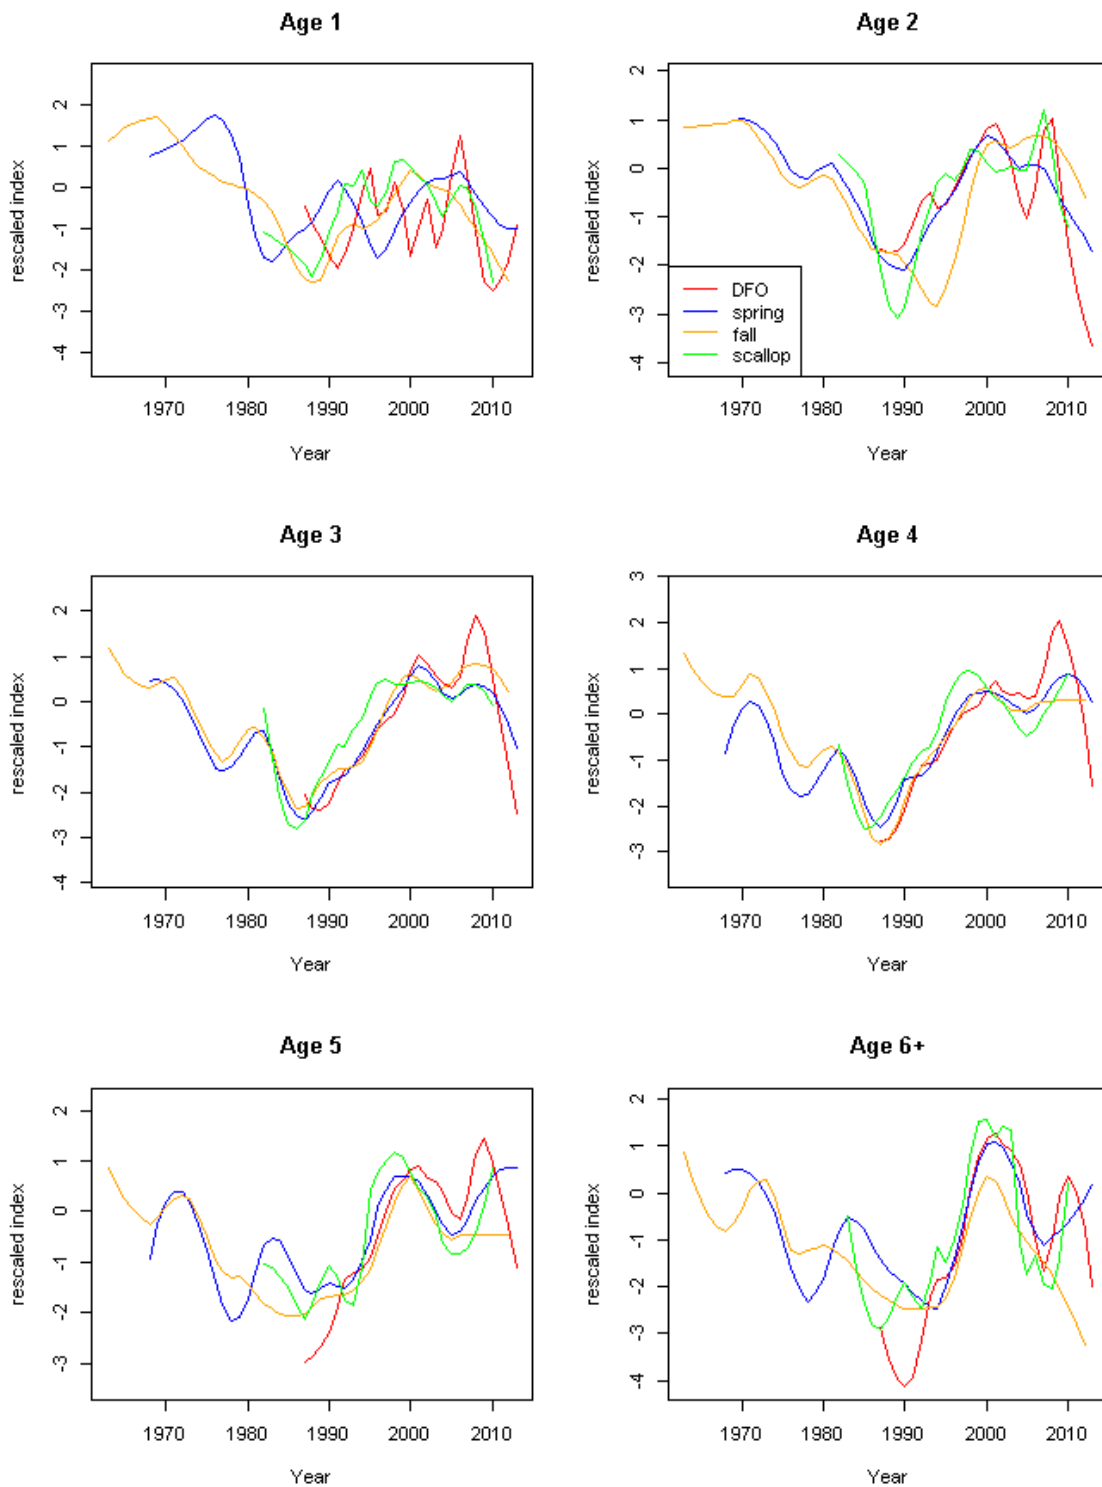 Age 1
rescaled index
2
1
0
-1
-2
-3
-4
1970 1980 1990 2000 2010
Year
Age 2
rescaled index
2
1
0
-1
-2
-3
-4
DFO
spring
fall
scallop
1970 1980 1990 2000 2010
Year
Age 3
rescaled index
2
1
0
-1
-2
-3
-4
1970 1980 1990 2000 2010
Year
Age 4
rescaled index
3
2
1
0
-1
-2
-3
1970 1980 1990 2000 2010
Year
Age 5
rescaled index
2
1
0
-1
-2
-3
1970 1980 1990 2000 2010
Year
Age 6+
rescaled index
2
1
0
-1
-2
-3
-4
1970 1980 1990 2000 2010
Year